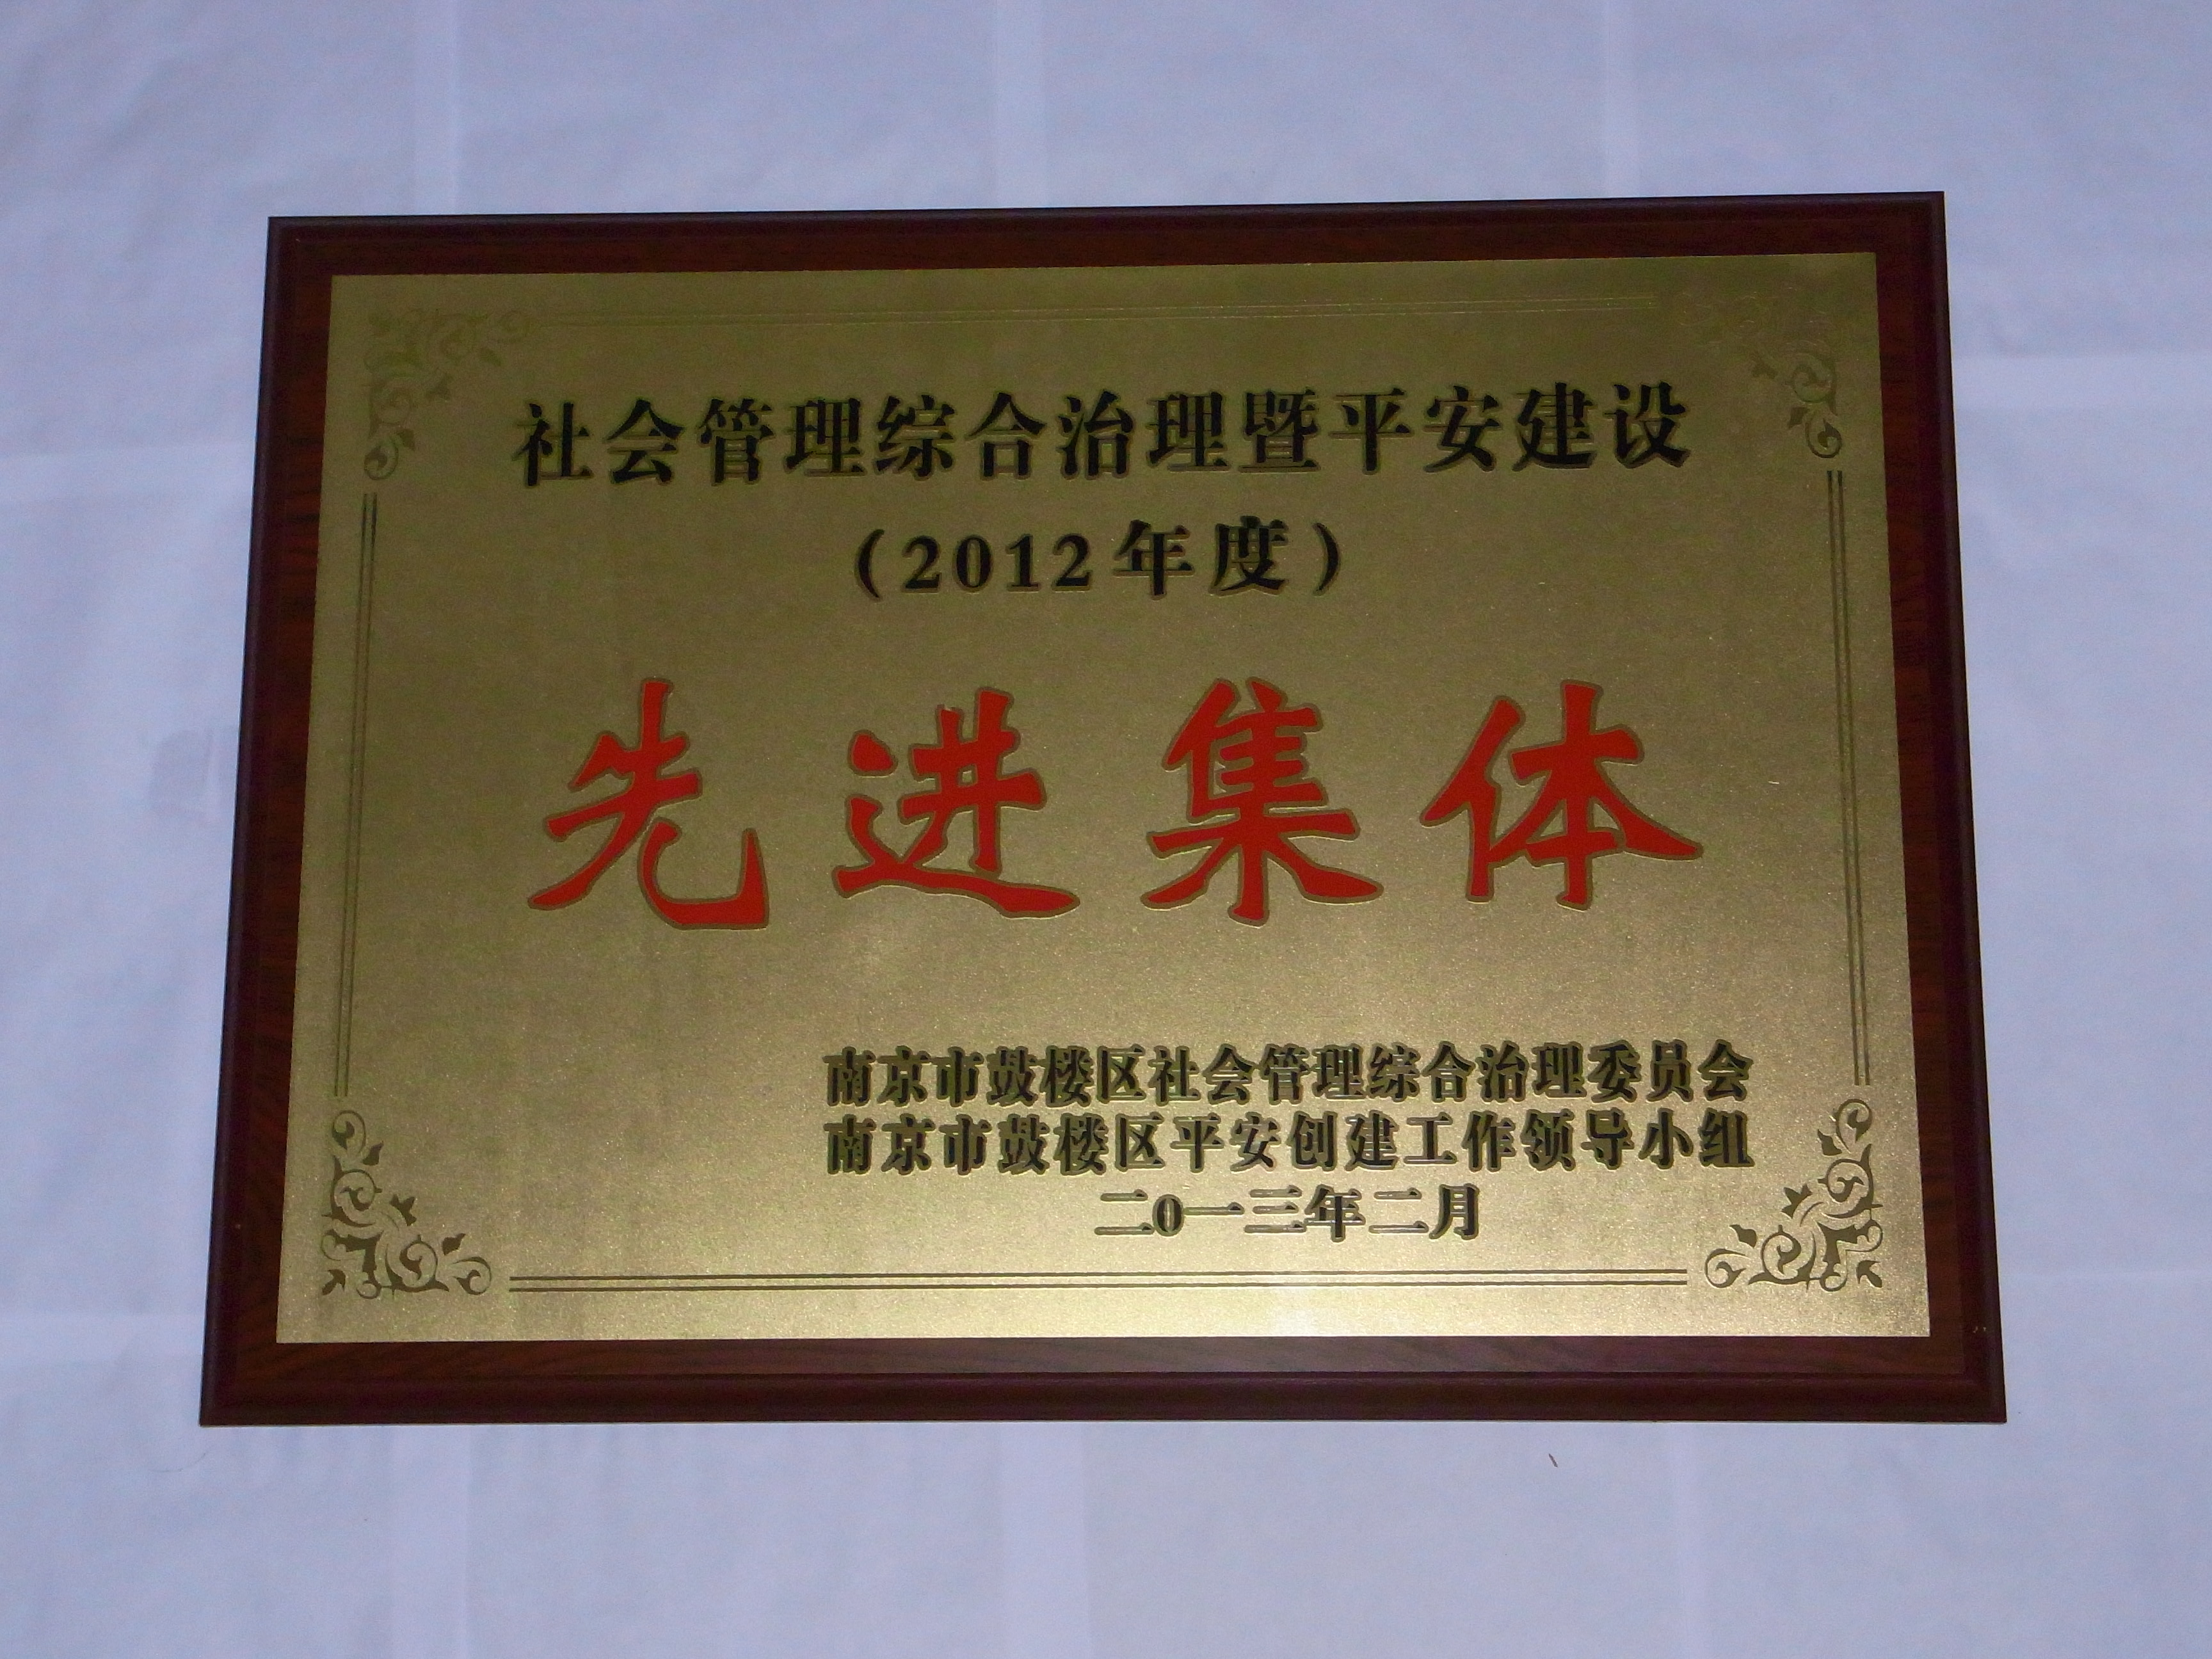 社会管理综合治理暨平安建设
（2012年度）
先进集体
南京市鼓楼区社会管理综合治理委员会
南京市鼓楼区平安创建工作领导小组
二0一三年二月